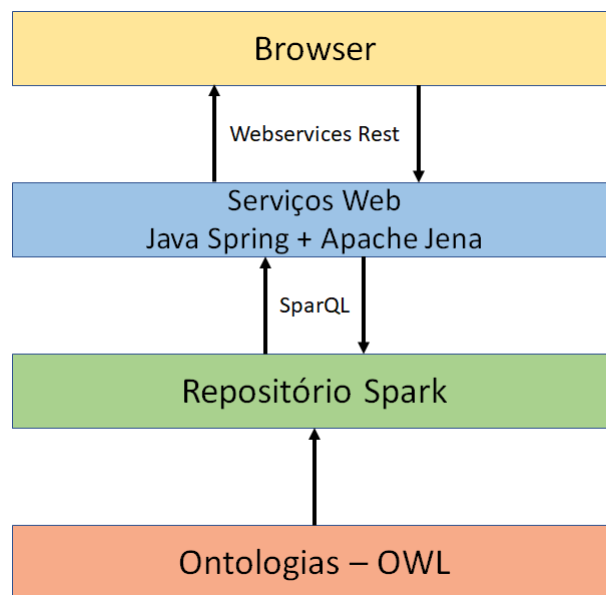 Browser
Webservices Rest
Serviços Web
Java Spring + Apache Jena
SparQL
Repositório Spark
Ontologias – OWL